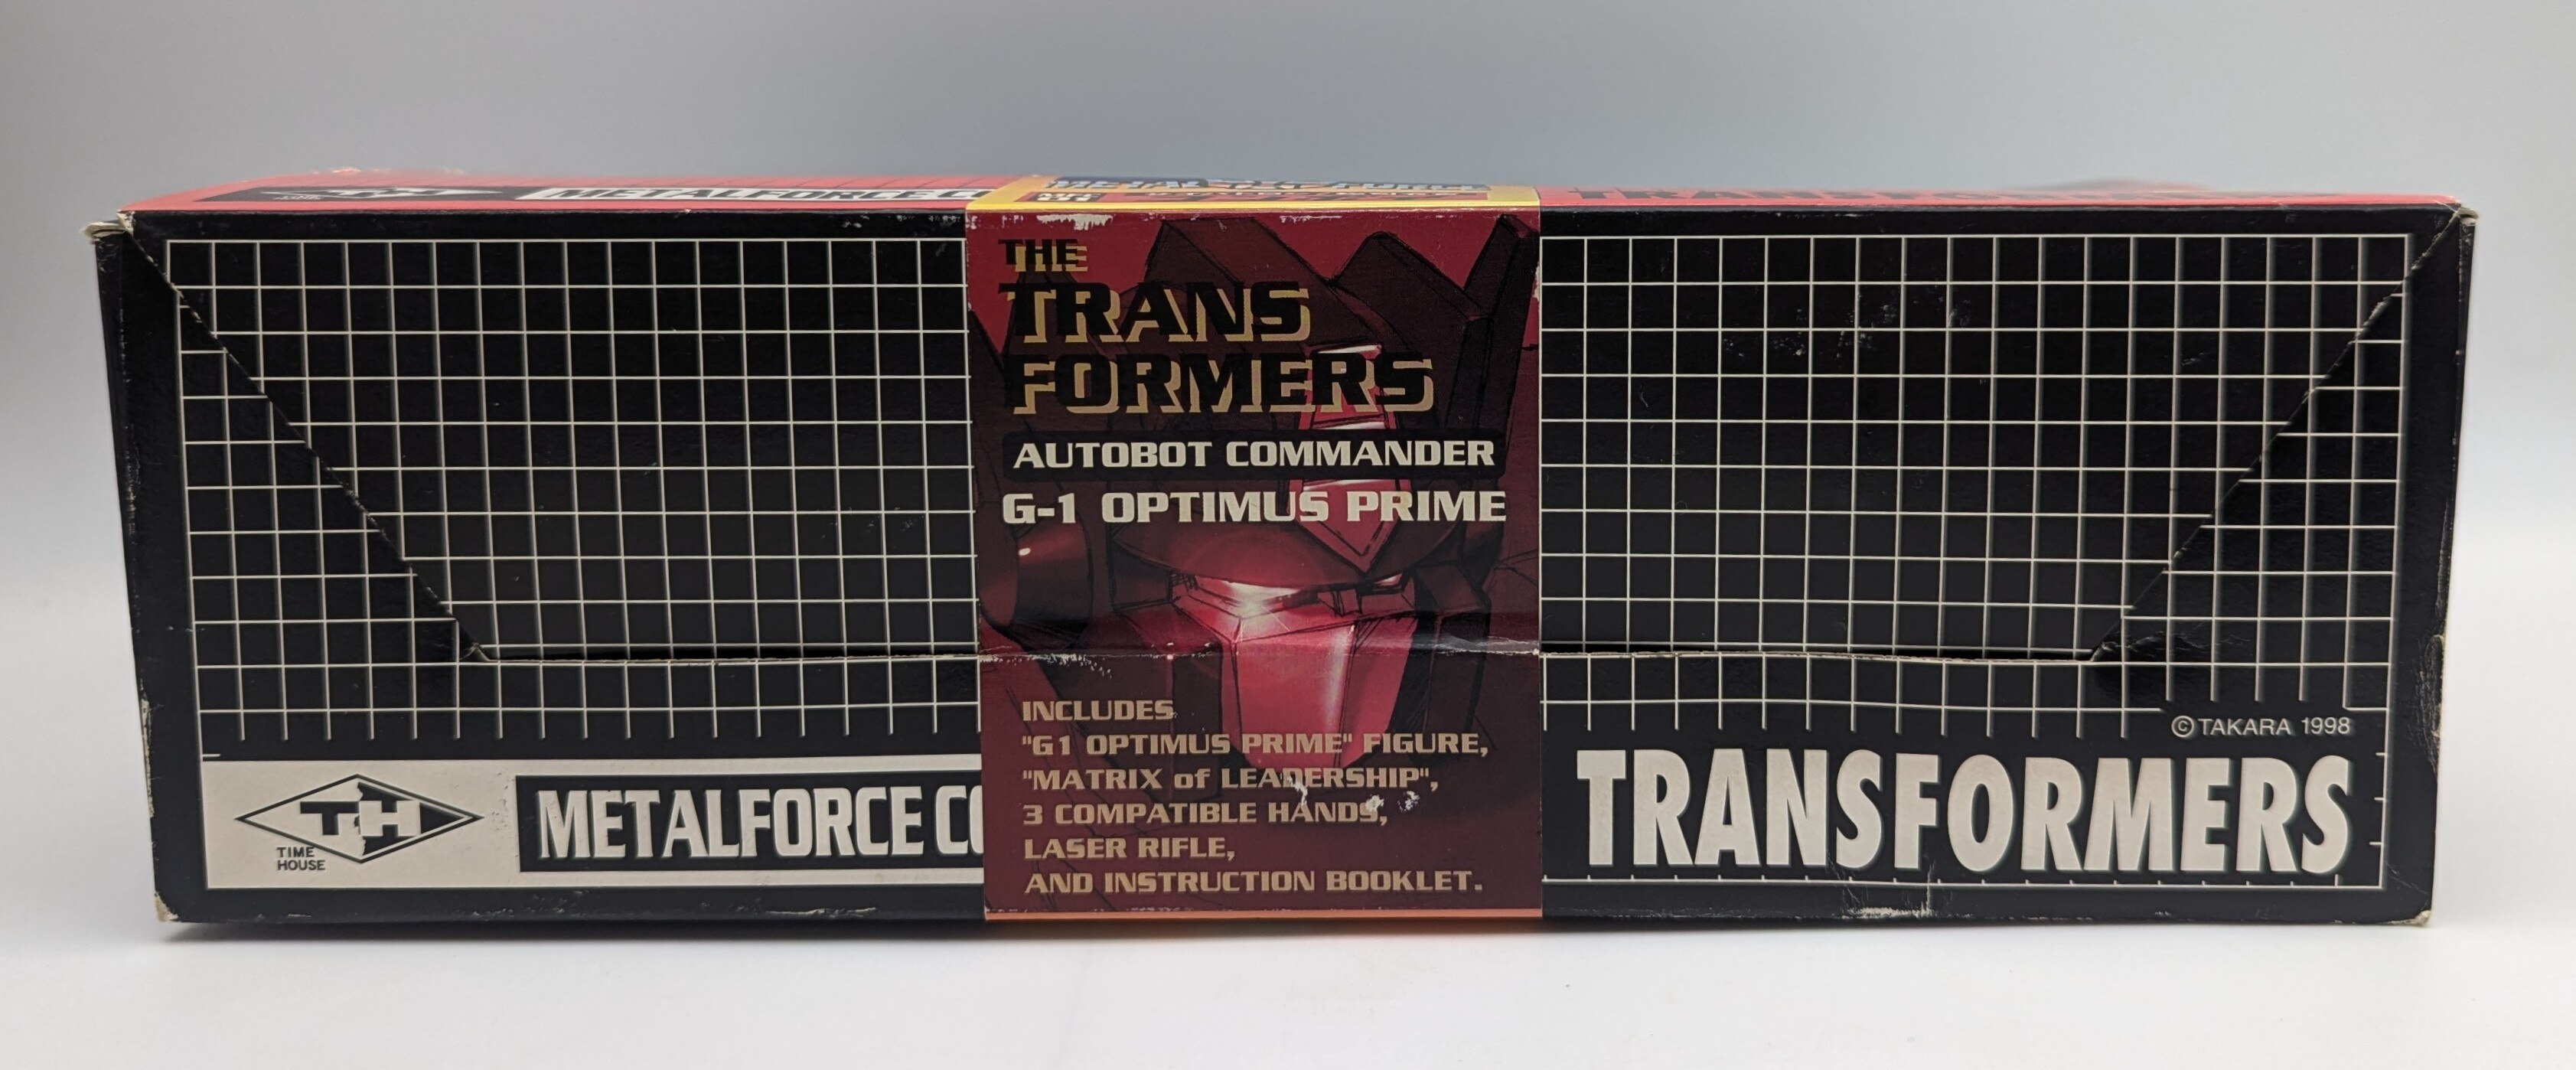 METALFORCE C
THE
TRANS
FORMERS
AUTOBOT COMMANDER
G-1 OPTIMUS PRIME
INCLUDES
"G1 OPTIMUS PRIME" FIGURE,
"MATRIX of LEADERSHIP",
3 COMPATIBLE HANDS,
LASER RIFLE,
AND INSTRUCTION BOOKLET.
TH
TIME
HOUSE
METALFORCE CO
©TAKARA 1998
TRANSFORMERS